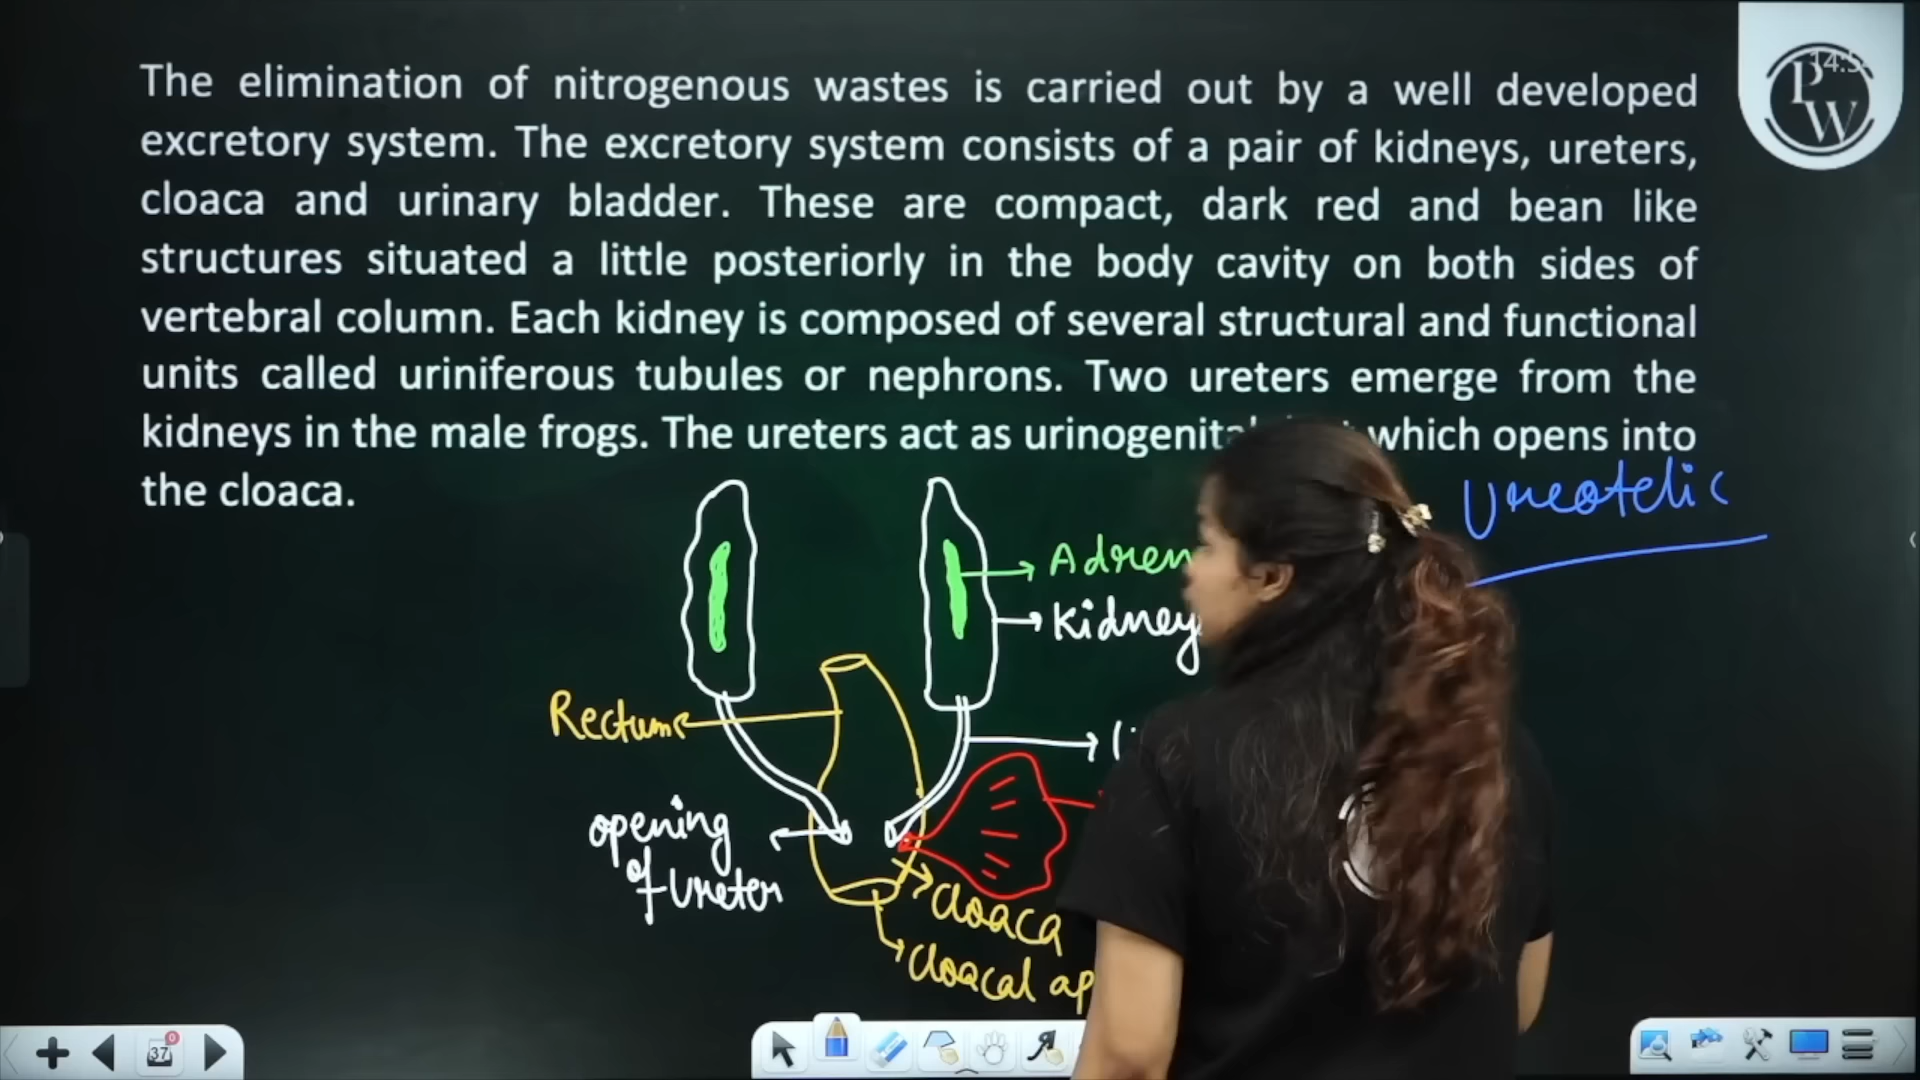 The elimination of nitrogenous wastes is carried out by a well developed
excretory system. The excretory system consists of a pair of kidneys, ureters,
cloaca and urinary bladder. These are compact, dark red and bean like
structures situated a little posteriorly in the body cavity on both sides of
vertebral column. Each kidney is composed of several structural and functional
units called uriniferous tubules or nephrons. Two ureters emerge from the
kidneys in the male frogs. The ureters act as which opens into
the cloaca.
Ureotelic
Kidney
Rectum
opening
of Ureter
Cloaca
Cloacal
PW
37
0